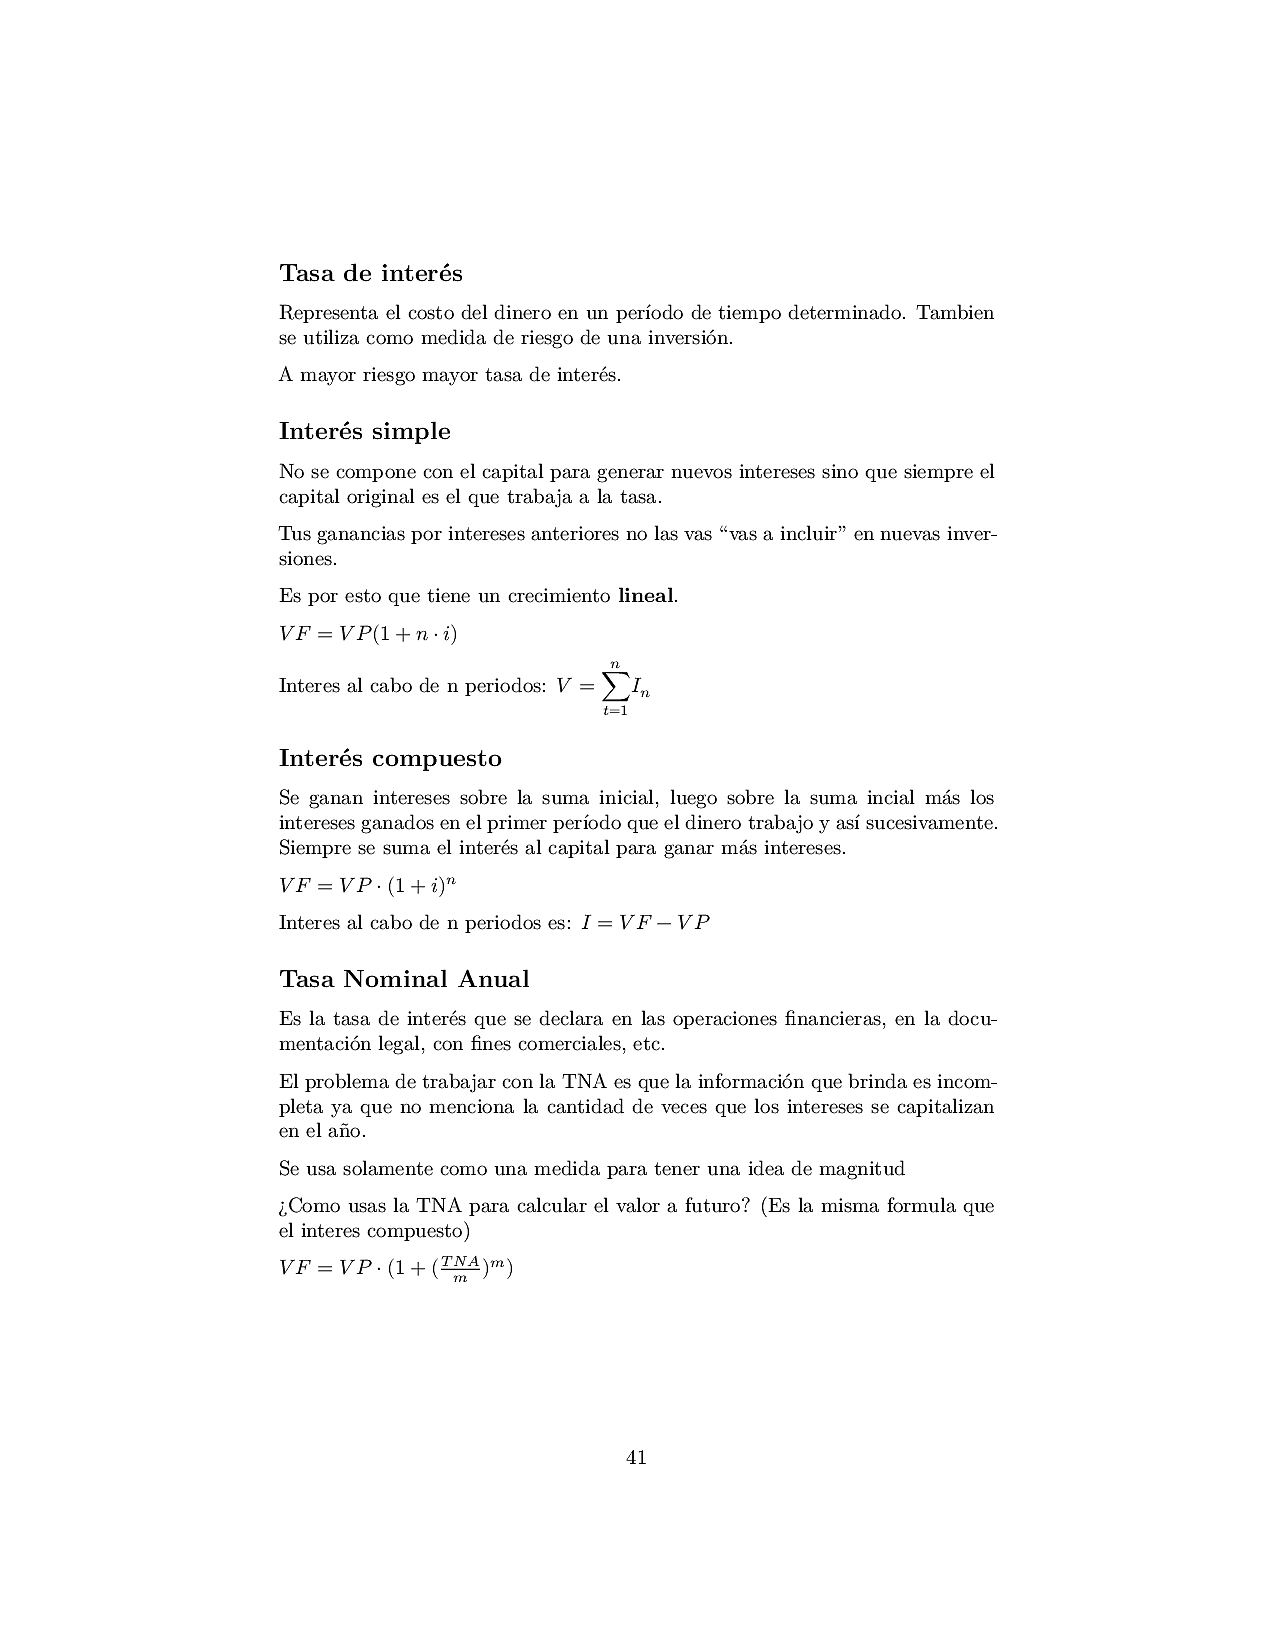 Tasa de interés
Representa el costo del dinero en un período de tiempo determinado. Tambien
se utiliza como medida de riesgo de una inversión.
A mayor riesgo mayor tasa de interés.
Interés simple
No se compone con el capital para generar nuevos intereses sino que siempre el
capital original es el que trabaja a la tasa.
Tus ganancias por intereses anteriores no las vas “vas a incluir” en nuevas inver-
siones.
Es por esto que tiene un crecimiento lineal.
$VF = VP(1 + n \cdot i)$
Interes al cabo de n periodos: $V = \sum_{t=1}^{n} I_n$
Interés compuesto
Se ganan intereses sobre la suma inicial, luego sobre la suma incial más los
intereses ganados en el primer período que el dinero trabajo y así sucesivamente.
Siempre se suma el interés al capital para ganar más intereses.
$VF = VP \cdot (1 + i)^n$
Interes al cabo de n periodos es: $I = VF - VP$
Tasa Nominal Anual
Es la tasa de interés que se declara en las operaciones financieras, en la docu-
mentación legal, con fines comerciales, etc.
El problema de trabajar con la TNA es que la información que brinda es incom-
pleta ya que no menciona la cantidad de veces que los intereses se capitalizan
en el año.
Se usa solamente como una medida para tener una idea de magnitud
¿Como usas la TNA para calcular el valor a futuro? (Es la misma formula que
el interes compuesto)
$VF = VP \cdot (1 + (\frac{TNA}{m})^m)$
41